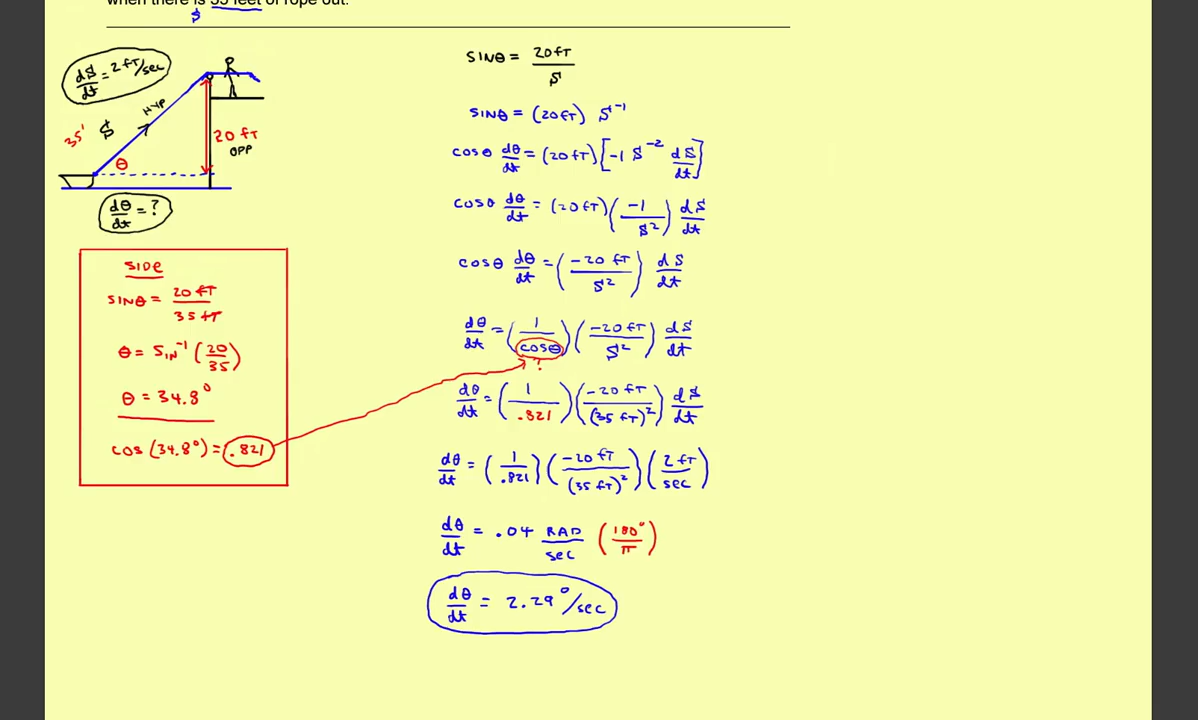 when there is 35 feet of rope out.
$
dS/dt = 2 ft/sec
HYP
35'
S
20 ft
OPP
θ
dθ/dt = ?
SIDE
SINθ = 20 ft/35 ft
θ = SIN⁻¹ (20/35)
θ = 34.8°
cos (34.8°) = .821
SINθ = 20 FT/S
SINθ = (20 FT) S⁻¹
cosθ dθ/dt = (20 FT) [-1 S⁻² dS/dt]
cosθ dθ/dt = (20 FT) (-1/S²) dS/dt
cosθ dθ/dt = (-20 FT/S²) dS/dt
dθ/dt = (1/cosθ) (-20 FT/S²) dS/dt
?
dθ/dt = (1/.821) (-20 FT/(35 FT)²) dS/dt
dθ/dt = (1/.821) (-20 FT/(35 FT)²) (2 ft/sec)
dθ/dt = .04 RAD/sec (180°/π)
dθ/dt = 2.29°/sec